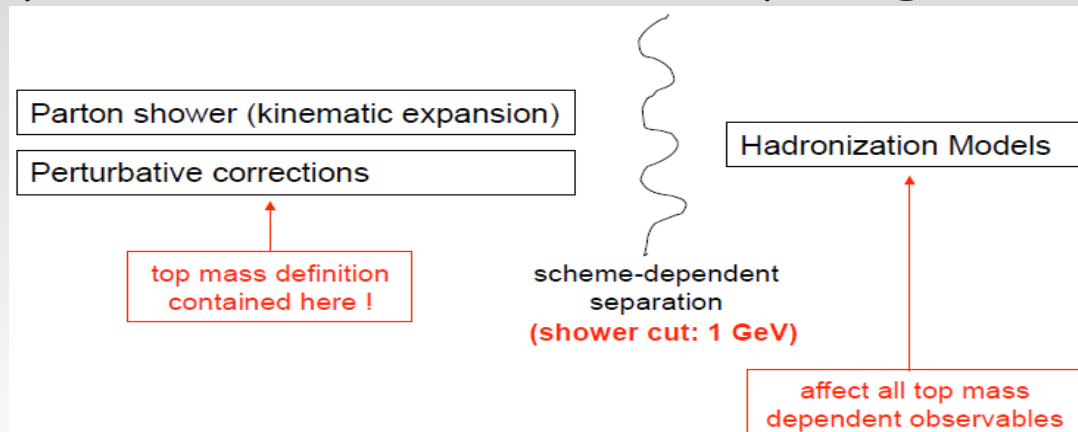 Parton shower (kinematic expansion)
Perturbative corrections
Hadronization Models
top mass definition
contained here !
scheme-dependent
separation
(shower cut: 1 GeV)
affect all top mass
dependent observables